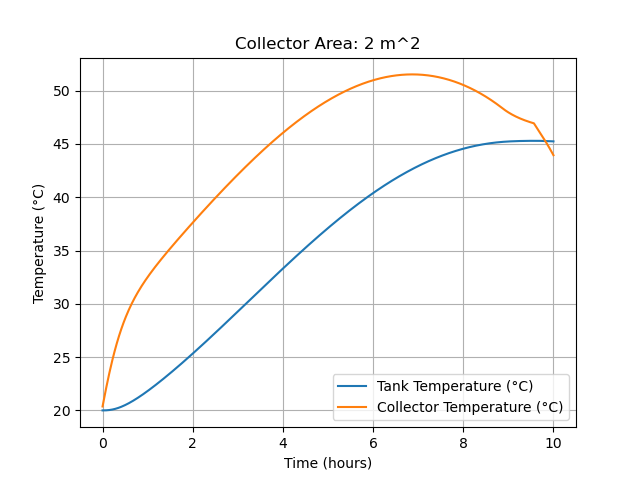 Collector Area: 2 m^2
Temperature (°C)
50
45
40
35
30
25
20
Tank Temperature (°C)
Collector Temperature (°C)
0 2 4 6 8 10
Time (hours)